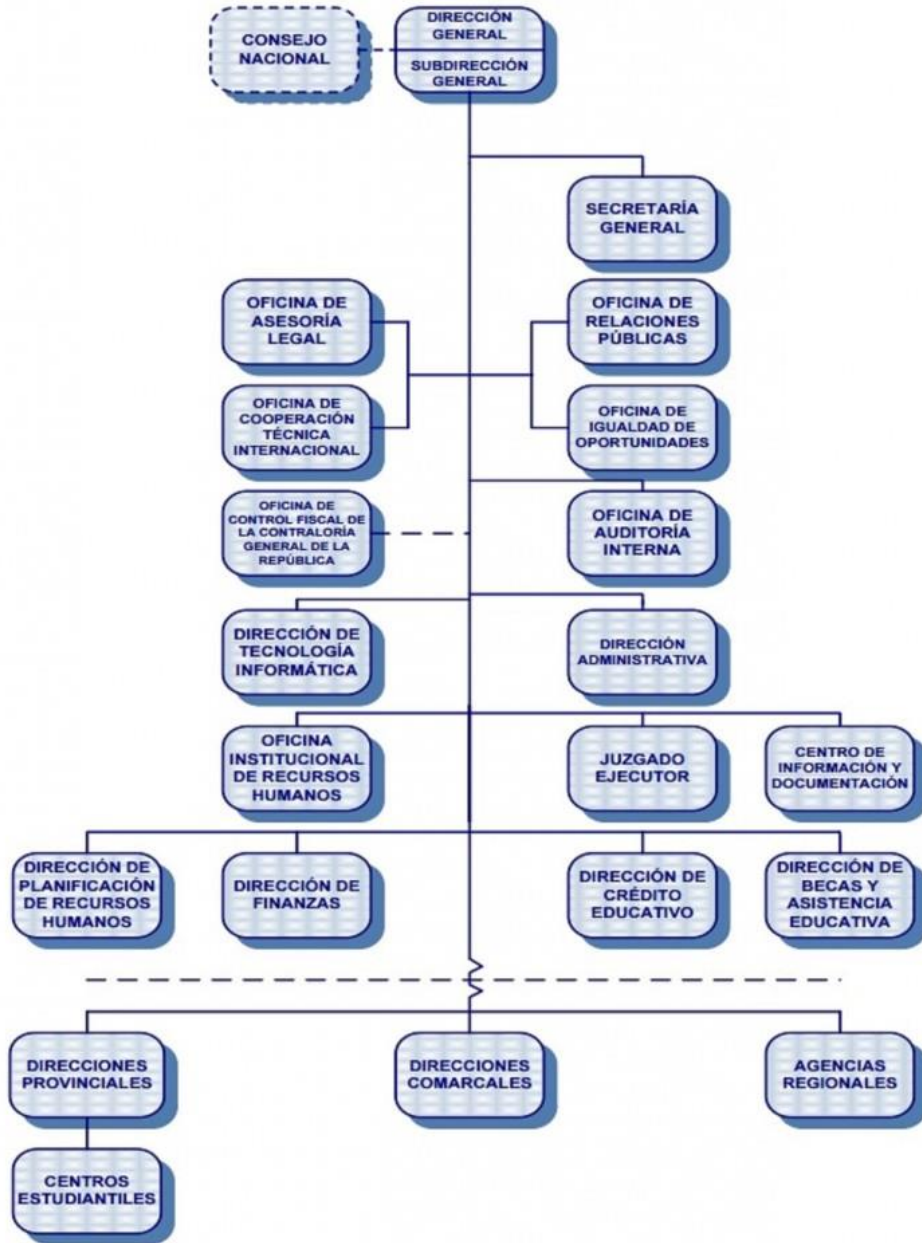 CONSEJO
NACIONAL
DIRECCIÓN
GENERAL
SUBDIRECCIÓN
GENERAL
SECRETARÍA
GENERAL
OFICINA DE
ASESORÍA
LEGAL
OFICINA DE
RELACIONES
PÚBLICAS
OFICINA DE
COOPERACIÓN
TÉCNICA
INTERNACIONAL
OFICINA DE
IGUALDAD DE
OPORTUNIDADES
OFICINA DE
CONTROL FISCAL DE
LA CONTRALORÍA
GENERAL DE LA
REPÚBLICA
OFICINA DE
AUDITORÍA
INTERNA
DIRECCIÓN DE
TECNOLOGÍA
INFORMÁTICA
DIRECCIÓN
ADMINISTRATIVA
OFICINA
INSTITUCIONAL
DE RECURSOS
HUMANOS
JUZGADO
EJECUTOR
CENTRO DE
INFORMACIÓN Y
DOCUMENTACIÓN
DIRECCIÓN DE
PLANIFICACIÓN
DE RECURSOS
HUMANOS
DIRECCIÓN DE
FINANZAS
DIRECCIÓN DE
CRÉDITO
EDUCATIVO
DIRECCIÓN DE
BECAS Y
ASISTENCIA
EDUCATIVA
DIRECCIONES
PROVINCIALES
DIRECCIONES
COMARCALES
AGENCIAS
REGIONALES
CENTROS
ESTUDIANTILES